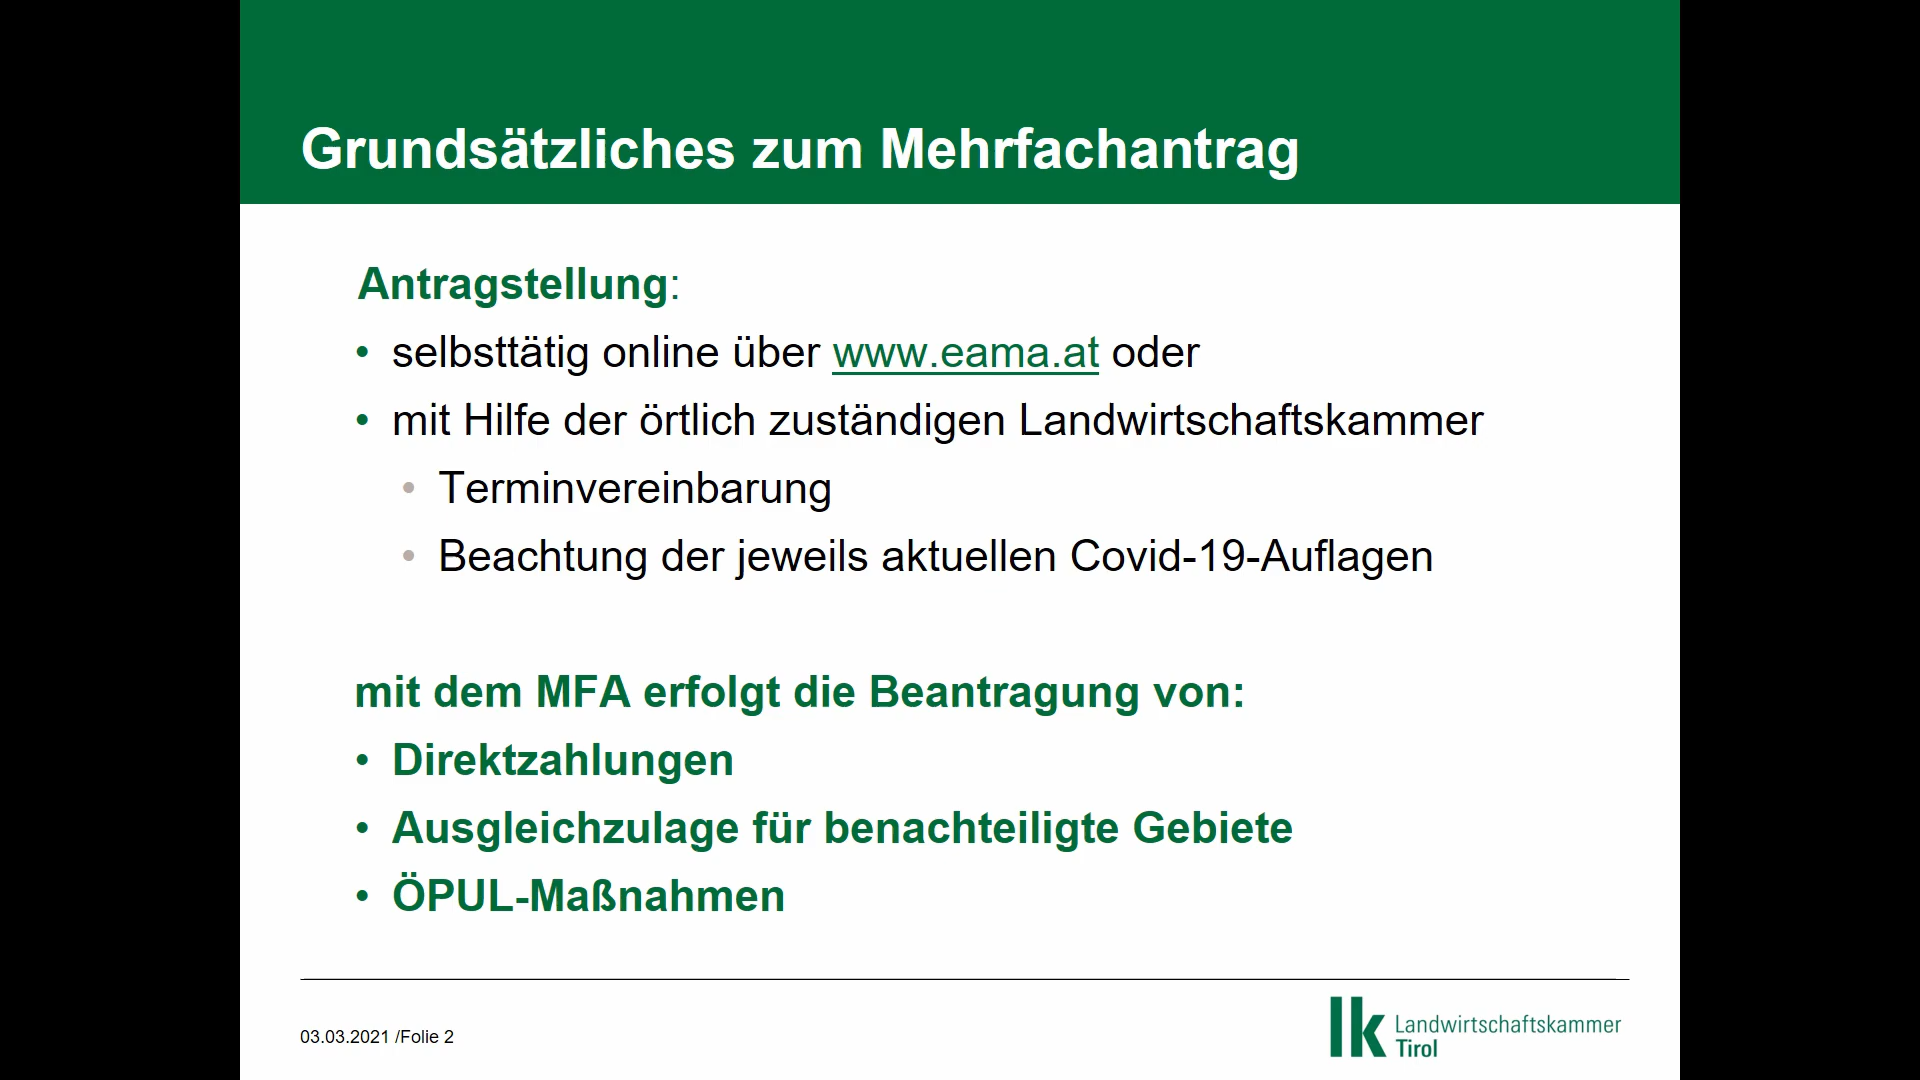 Grundsätzliches zum Mehrfachantrag
Antragstellung:
• selbsttätig online über www.eama.at oder
• mit Hilfe der örtlich zuständigen Landwirtschaftskammer
• Terminvereinbarung
• Beachtung der jeweils aktuellen Covid-19-Auflagen
mit dem MFA erfolgt die Beantragung von:
• Direktzahlungen
• Ausgleichzulage für benachteiligte Gebiete
• ÖPUL-Maßnahmen
03.03.2021 /Folie 2
lk Landwirtschaftskammer
Tirol